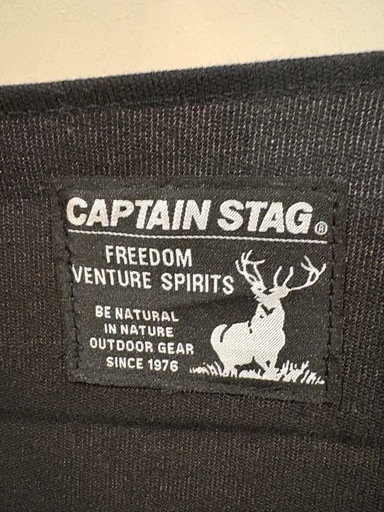 CAPTAIN STAG®
FREEDOM
VENTURE SPIRITS
BE NATURAL
IN NATURE
OUTDOOR GEAR
SINCE 1976